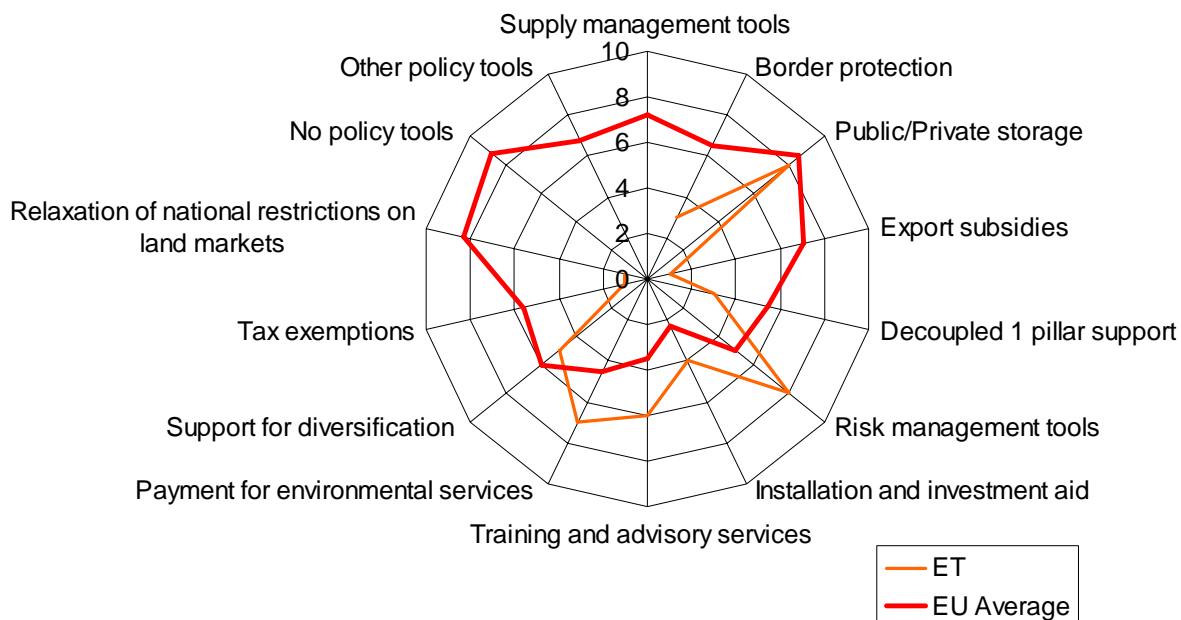 Supply management tools
10
Other policy tools
Border protection
8
No policy tools
Public/Private storage
6
4
Relaxation of national restrictions on
land markets
Export subsidies
2
0
Tax exemptions
Decoupled 1 pillar support
Support for diversification
Risk management tools
Payment for environmental services
Installation and investment aid
Training and advisory services
ET
EU Average